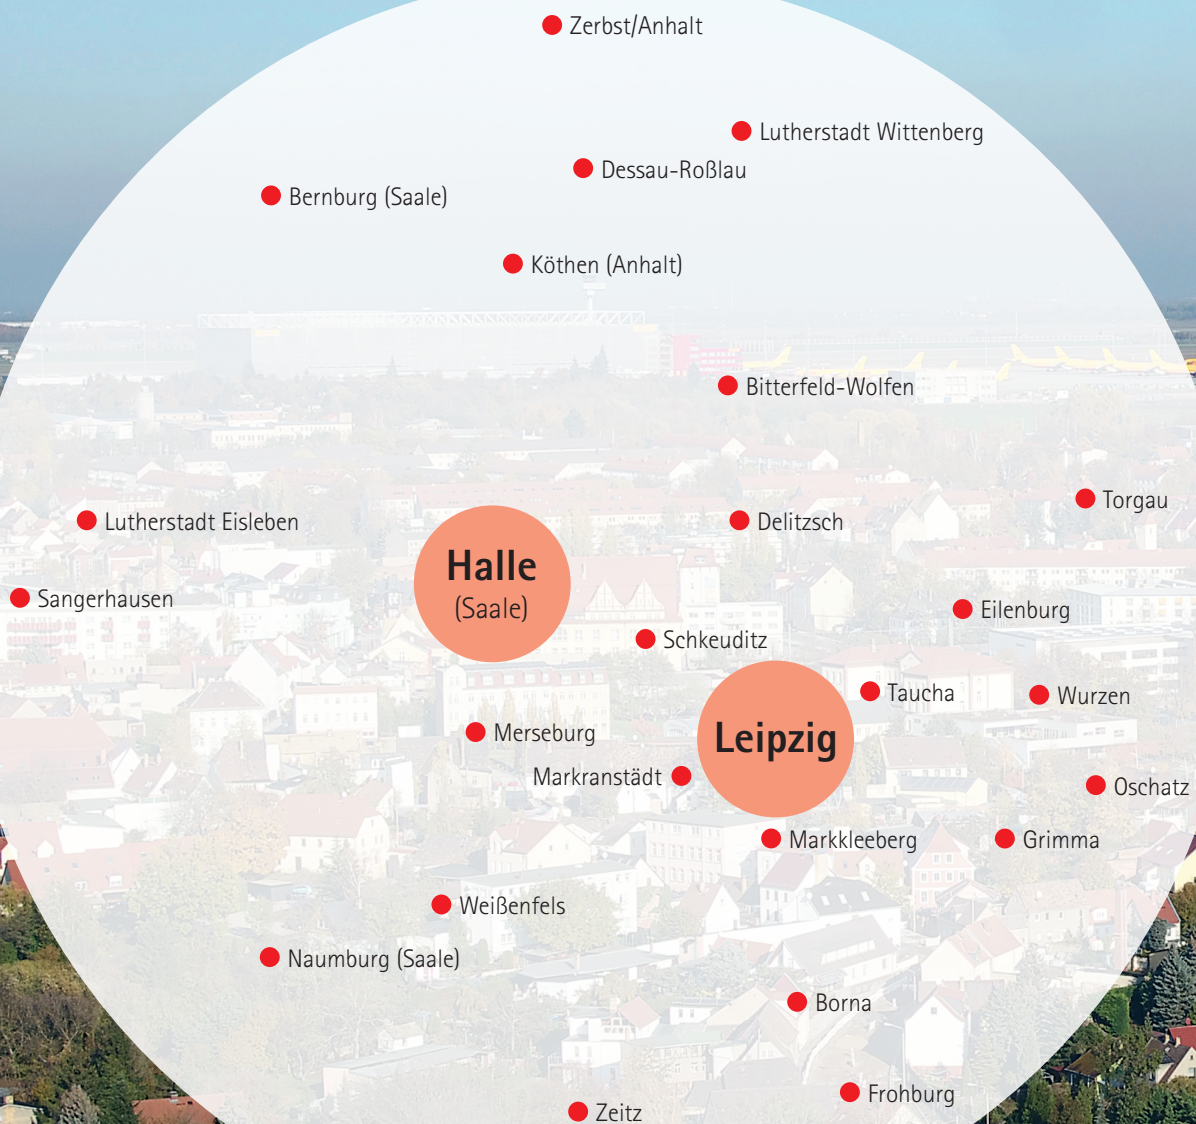 Zerbst/Anhalt
Lutherstadt Wittenberg
Dessau-Roßlau
Bernburg (Saale)
Köthen (Anhalt)
Bitterfeld-Wolfen
Torgau
Lutherstadt Eisleben
Delitzsch
Halle
(Saale)
Sangerhausen
Eilenburg
Schkeuditz
Taucha
Wurzen
Merseburg
Leipzig
Markranstädt
Oschatz
Markkleeberg
Grimma
Weißenfels
Naumburg (Saale)
Borna
Frohburg
Zeitz